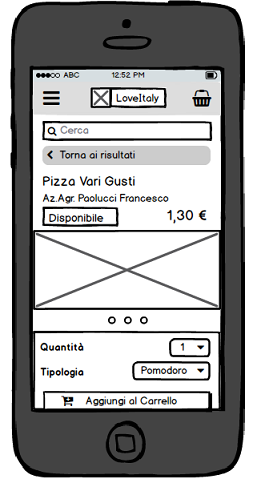 ABC 12:52 PM
LoveItaly
Cerca
Torna ai risultati
Pizza Vari Gusti
Az.Agr. Paolucci Francesco
Disponibile 1,30 €
Quantità 1
Tipologia Pomodoro
Aggiungi al Carrello